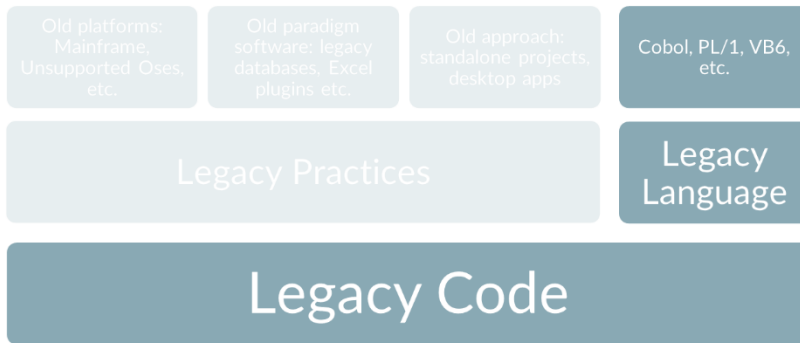 Old platforms:
Mainframe,
Unsupported Oses,
etc.
Old paradigm
software: legacy
databases, Excel
plugins etc.
Old approach:
standalone projects,
desktop apps
Cobol, PL/1, VB6,
etc.
Legacy Practices
Legacy
Language
Legacy Code